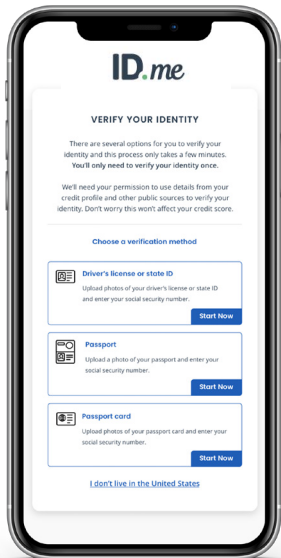 ID.me
VERIFY YOUR IDENTITY
There are several options for you to verify your
identity and this process only takes a few minutes.
You'll only need to verify your identity once.
We'll need your permission to use details from your
credit profile and other public sources to verify your
identity. Don't worry this won't affect your credit score.
Choose a verification method
Driver's license or state ID
Upload photos of your driver's license or state ID
and enter your social security number.
Start Now
Passport
Upload a photo of your passport and enter your
social security number.
Start Now
Passport card
Upload photos of your passport card and enter your
social security number.
Start Now
I don't live in the United States